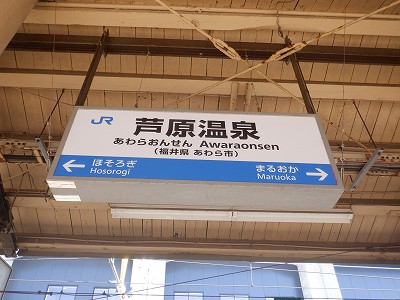 JR
芦原温泉
あわらおんせん Awaraonsen
(福井県 あわら市)
← ほそろぎ
Hosorogi
まるおか →
Maruoka